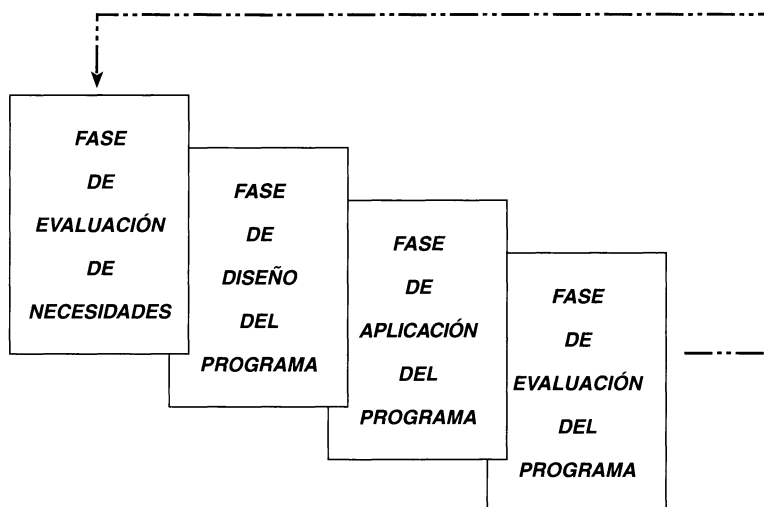 FASE
DE
EVALUACIÓN
DE
NECESIDADES
FASE
DE
DISEÑO
DEL
PROGRAMA
FASE
DE
APLICACIÓN
DEL
PROGRAMA
FASE
DE
EVALUACIÓN
DEL
PROGRAMA